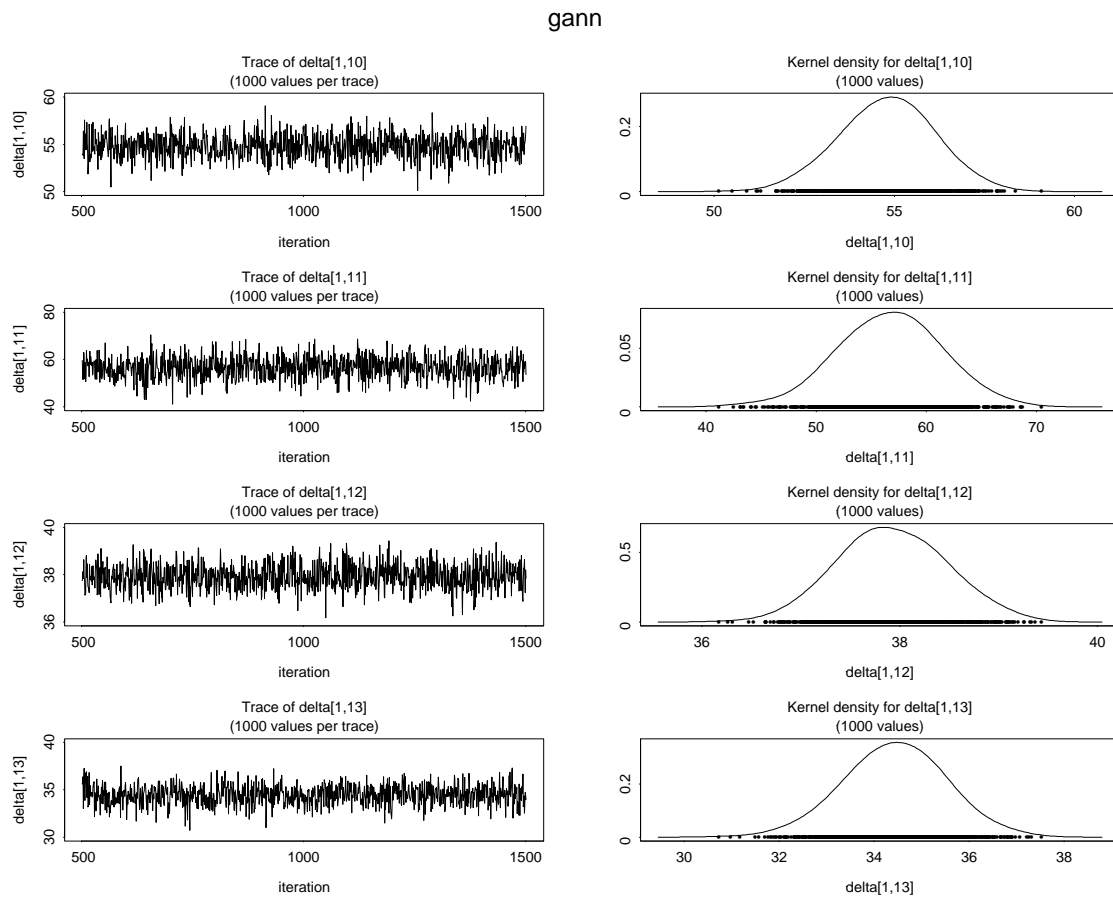 gann
Trace of delta[1,10]
(1000 values per trace)
delta[1,10]
50 55 60
500 1000 1500
iteration
Kernel density for delta[1,10]
(1000 values)
0 0.2
50 55 60
delta[1,10]
Trace of delta[1,11]
(1000 values per trace)
delta[1,11]
40 60 80
500 1000 1500
iteration
Kernel density for delta[1,11]
(1000 values)
0 0.05
40 50 60 70
delta[1,11]
Trace of delta[1,12]
(1000 values per trace)
delta[1,12]
36 38 40
500 1000 1500
iteration
Kernel density for delta[1,12]
(1000 values)
0 0.5
36 38 40
delta[1,12]
Trace of delta[1,13]
(1000 values per trace)
delta[1,13]
30 35 40
500 1000 1500
iteration
Kernel density for delta[1,13]
(1000 values)
0 0.2
30 32 34 36 38
delta[1,13]